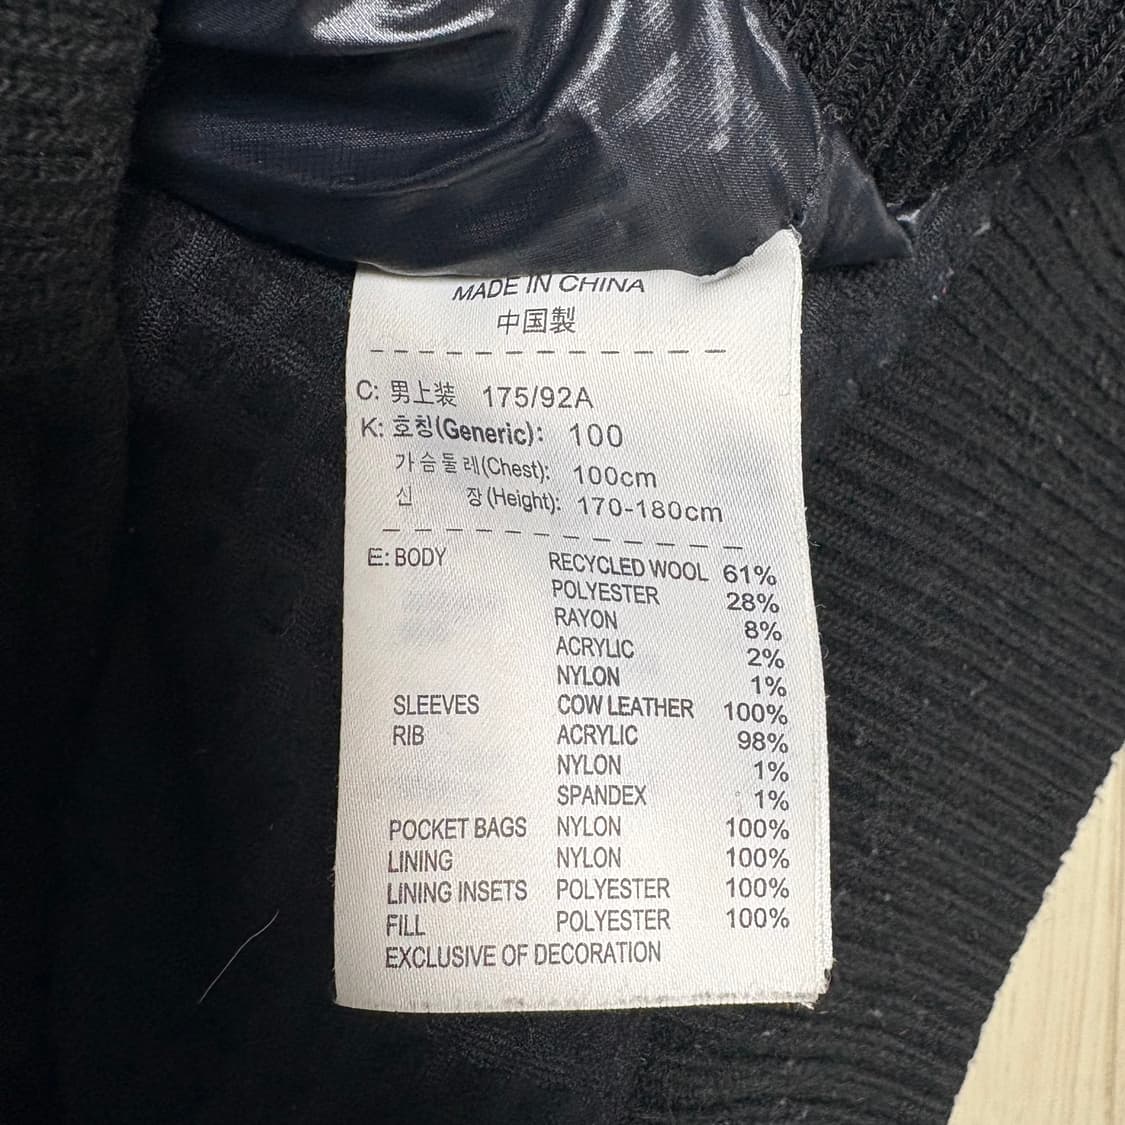 MADE IN CHINA
中国製
C: 男上装 175/92A
K: 호칭(Generic): 100
가슴둘레(Chest): 100cm
신 장(Height): 170-180cm
E: BODY RECYCLED WOOL 61%
POLYESTER 28%
RAYON 8%
ACRYLIC 2%
NYLON 1%
SLEEVES COW LEATHER 100%
RIB ACRYLIC 98%
NYLON 1%
SPANDEX 1%
POCKET BAGS NYLON 100%
LINING NYLON 100%
LINING INSETS POLYESTER 100%
FILL POLYESTER 100%
EXCLUSIVE OF DECORATION